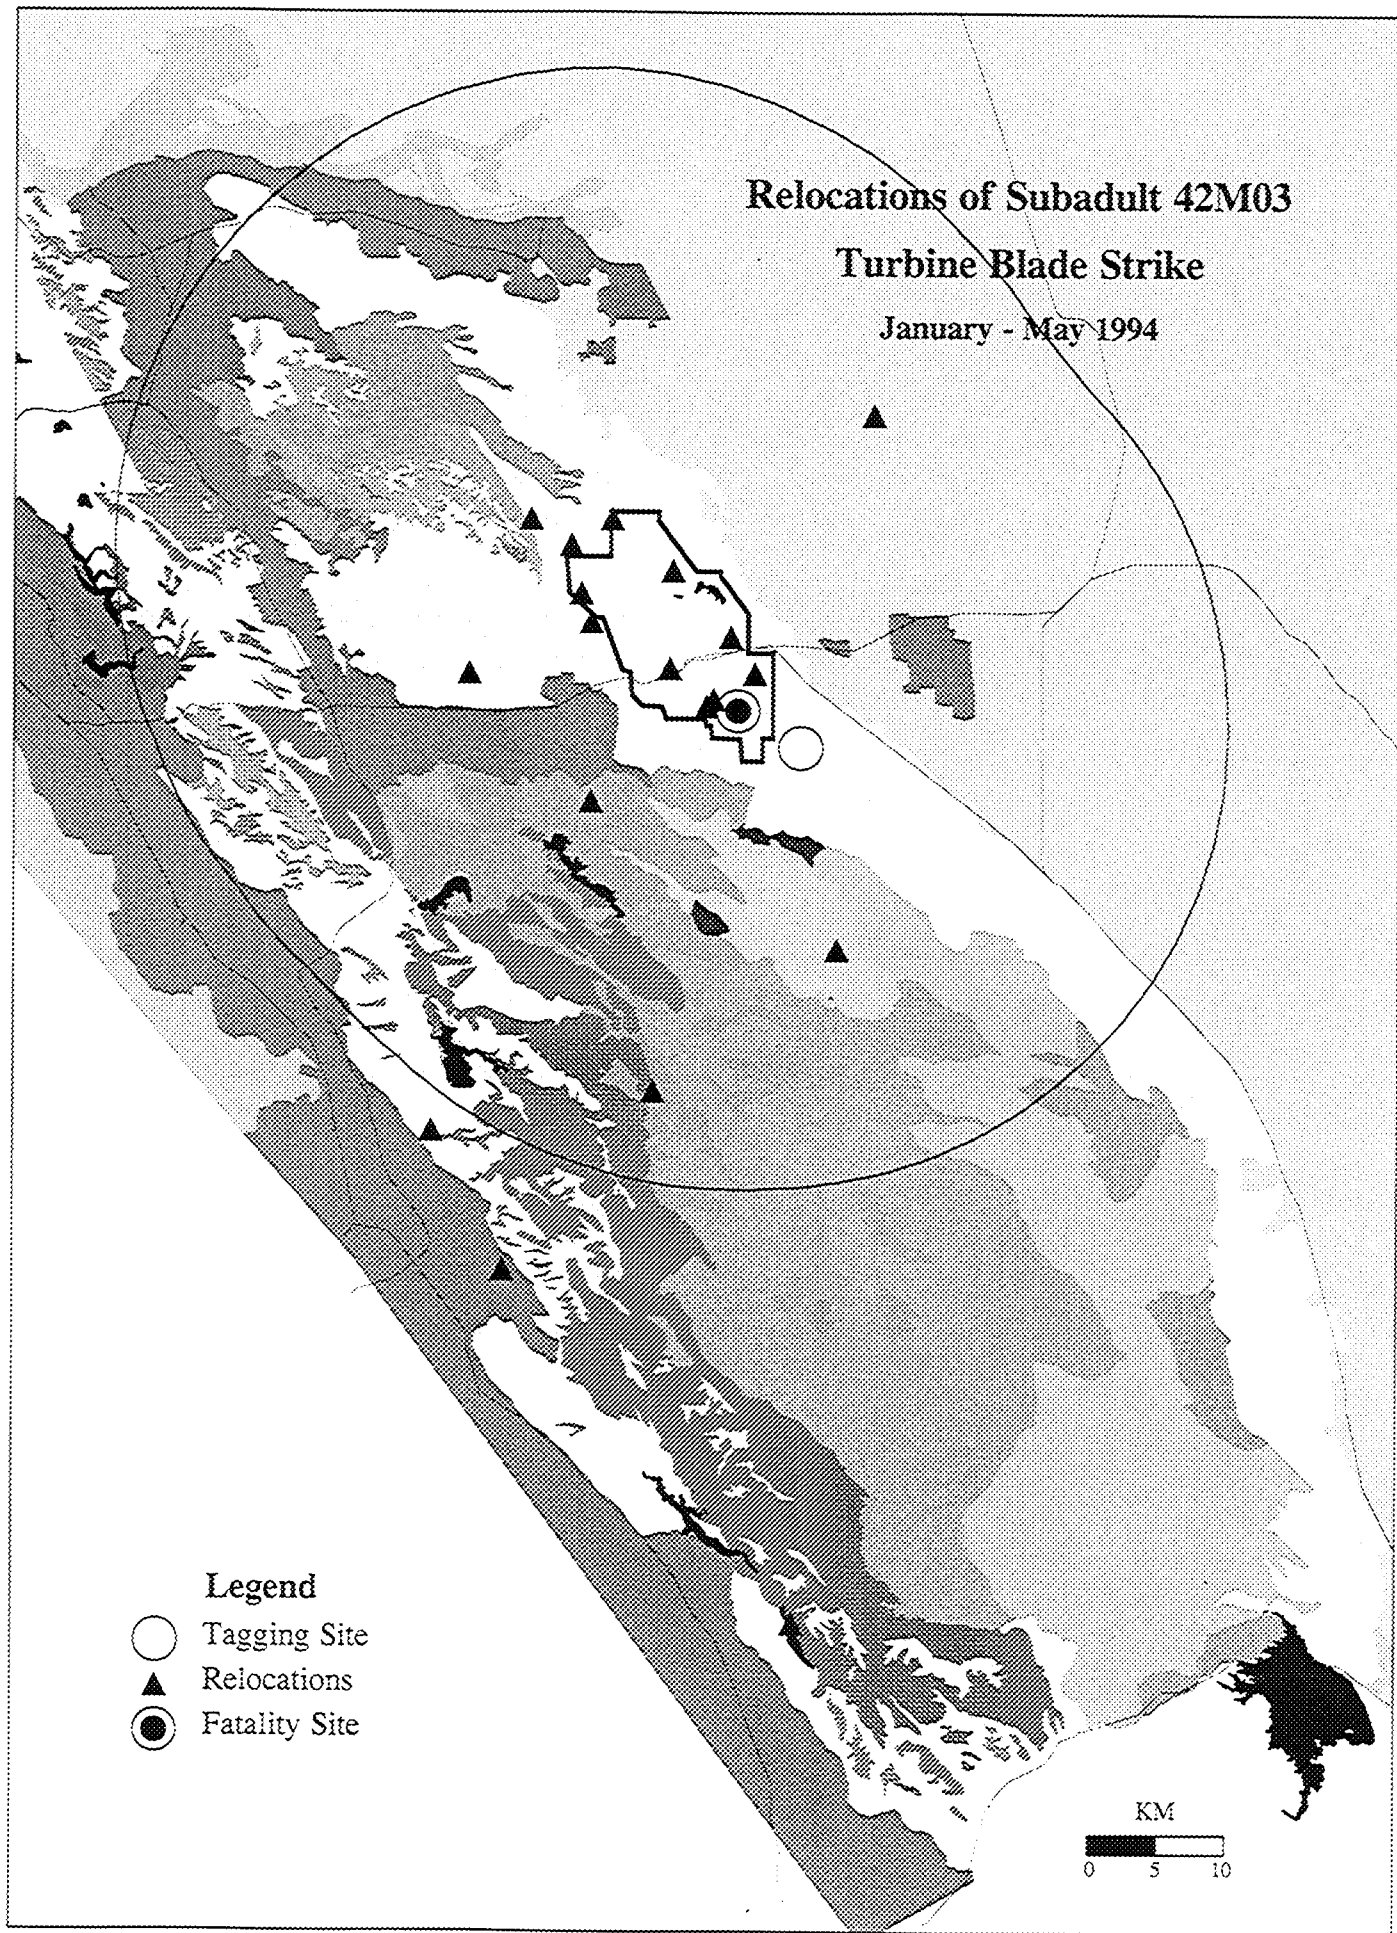 Relocations of Subadult 42M03
Turbine Blade Strike
January - May 1994
Legend
Tagging Site
Relocations
Fatality Site
KM
0 5 10